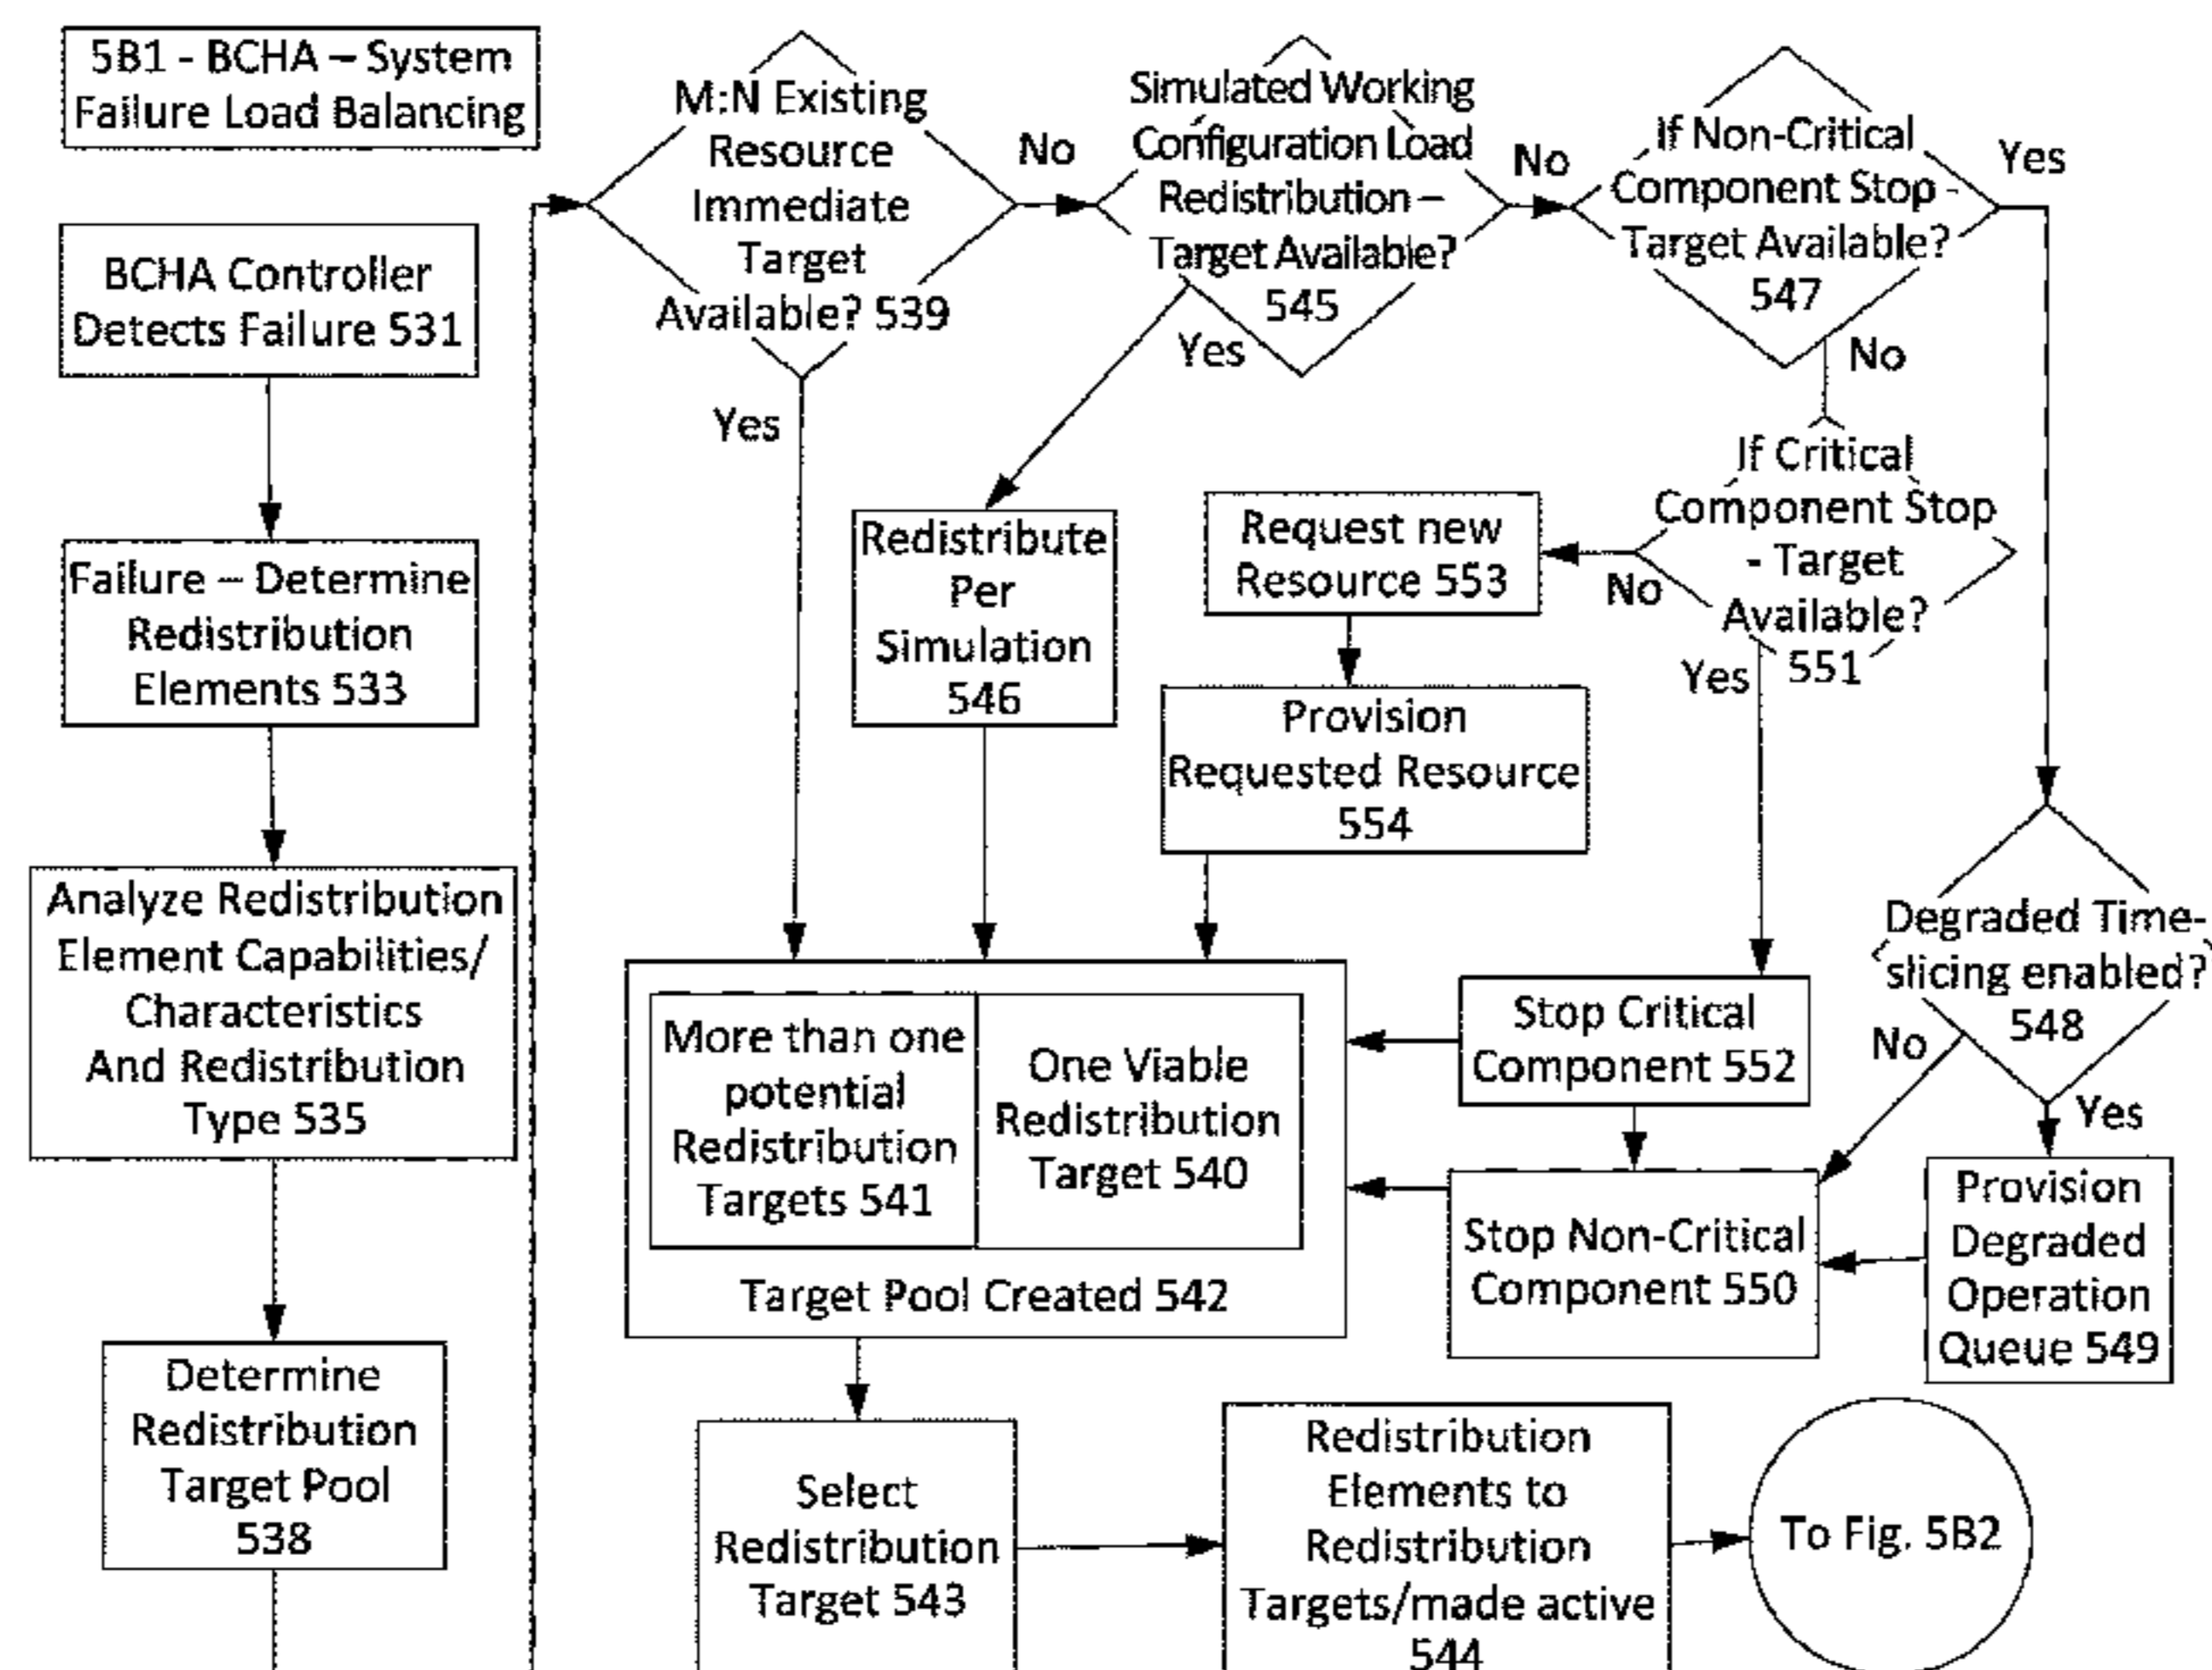 5B1 - BCHA – System
Failure Load Balancing
BCHA Controller
Detects Failure 531
Failure – Determine
Redistribution
Elements 533
Analyze Redistribution
Element Capabilities/
Characteristics
And Redistribution
Type 535
Determine
Redistribution
Target Pool
538
M:N Existing
Resource
Immediate
Target
Available? 539
No
Yes
Simulated Working
Configuration Load
Redistribution –
Target Available?
545
No
Yes
If Non-Critical
Component Stop -
Target Available?
547
Yes
No
If Critical
Component Stop
- Target
Available?
551
No
Yes
Redistribute
Per
Simulation
546
Request new
Resource 553
Provision
Requested Resource
554
Degraded Time-
slicing enabled?
548
No
Yes
More than one
potential
Redistribution
Targets 541
One Viable
Redistribution
Target 540
Target Pool Created 542
Stop Critical
Component 552
Stop Non-Critical
Component 550
Provision
Degraded
Operation
Queue 549
Select
Redistribution
Target 543
Redistribution
Elements to
Redistribution
Targets/made active
544
To Fig. 5B2